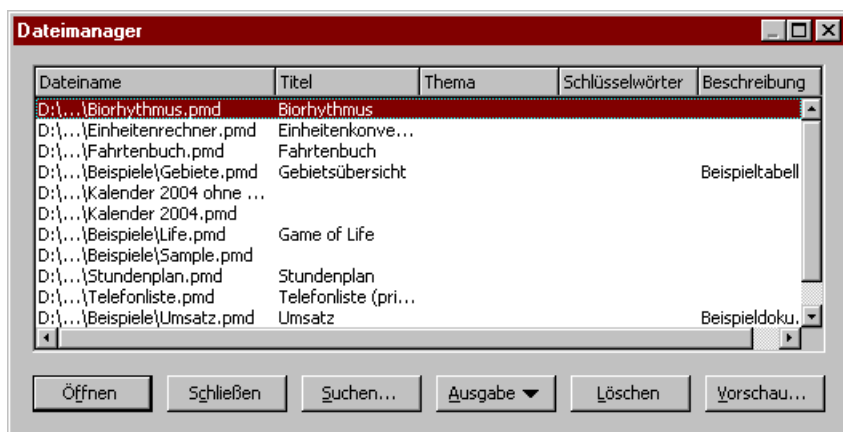 Dateimanager
Dateiname Titel Thema Schlüsselwörter Beschreibung
D:\...\Biorhythmus.pmd Biorhythmus
D:\...\Einheitenrechner.pmd Einheitenkonve...
D:\...\Fahrtenbuch.pmd Fahrtenbuch
D:\...\Beispiele\Gebiete.pmd Gebietsübersicht Beispieltabell
D:\...\Kalender 2004 ohne ...
D:\...\Kalender 2004.pmd
D:\...\Beispiele\Life.pmd Game of Life
D:\...\Beispiele\Sample.pmd
D:\...\Stundenplan.pmd Stundenplan
D:\...\Telefonliste.pmd Telefonliste (pri...
D:\...\Beispiele\Umsatz.pmd Umsatz Beispieldoku.
Öffnen Schließen Suchen... Ausgabe Löschen Vorschau...